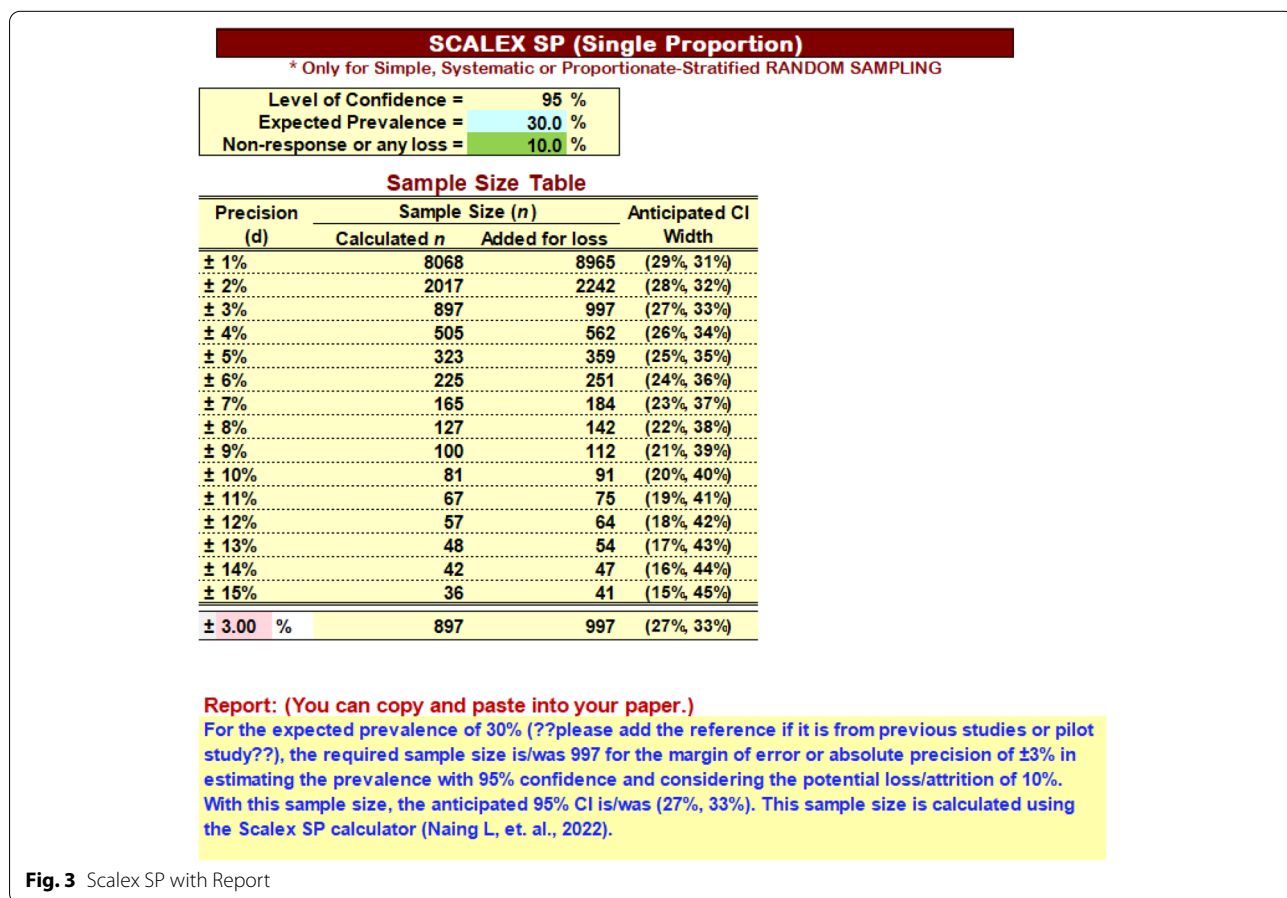 SCALEX SP (Single Proportion)
* Only for Simple, Systematic or Proportionate-Stratified RANDOM SAMPLING
Level of Confidence = 95 %
Expected Prevalence = 30.0 %
Non-response or any loss = 10.0 %
Sample Size Table
Precision Sample Size (n) Anticipated CI
(d) Calculated n Added for loss Width
± 1% 8068 8965 (29%, 31%)
± 2% 2017 2242 (28%, 32%)
± 3% 897 997 (27%, 33%)
± 4% 505 562 (26%, 34%)
± 5% 323 359 (25%, 35%)
± 6% 225 251 (24%, 36%)
± 7% 165 184 (23%, 37%)
± 8% 127 142 (22%, 38%)
± 9% 100 112 (21%, 39%)
± 10% 81 91 (20%, 40%)
± 11% 67 75 (19%, 41%)
± 12% 57 64 (18%, 42%)
± 13% 48 54 (17%, 43%)
± 14% 42 47 (16%, 44%)
± 15% 36 41 (15%, 45%)
± 3.00 % 897 997 (27%, 33%)
Report: (You can copy and paste into your paper.)
For the expected prevalence of 30% (??please add the reference if it is from previous studies or pilot
study??), the required sample size is/was 997 for the margin of error or absolute precision of ±3% in
estimating the prevalence with 95% confidence and considering the potential loss/attrition of 10%.
With this sample size, the anticipated 95% CI is/was (27%, 33%). This sample size is calculated using
the Scalex SP calculator (Naing L, et. al., 2022).
Fig. 3 Scalex SP with Report